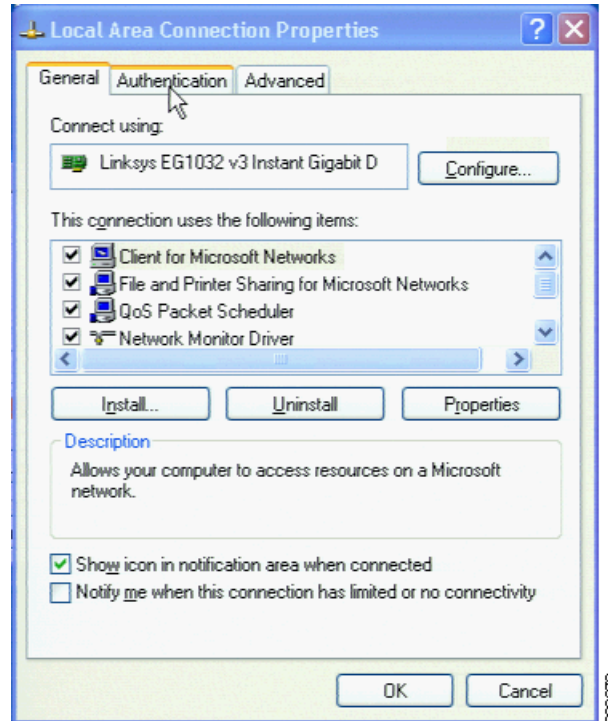 Local Area Connection Properties
General Authentication Advanced
Connect using:
Linksys EG1032 v3 Instant Gigabit D Configure...
This connection uses the following items:
Client for Microsoft Networks
File and Printer Sharing for Microsoft Networks
QoS Packet Scheduler
Network Monitor Driver
Install... Uninstall Properties
Description
Allows your computer to access resources on a Microsoft
network.
Show icon in notification area when connected
Notify me when this connection has limited or no connectivity
OK Cancel